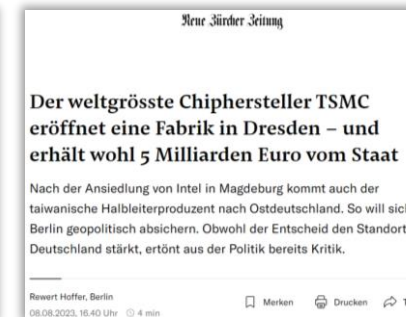 Neue Zürcher Zeitung
Der weltgrösste Chiphersteller TSMC
eröffnet eine Fabrik in Dresden – und
erhält wohl 5 Milliarden Euro vom Staat
Nach der Ansiedlung von Intel in Magdeburg kommt auch der
taiwanische Halbleiterproduzent nach Ostdeutschland. So will sich
Berlin geopolitisch absichern. Obwohl der Entscheid den Standort
Deutschland stärkt, ertönt aus der Politik bereits Kritik.
Rewert Hoffer, Berlin
08.08.2023, 16.40 Uhr 4 min
Merken Drucken